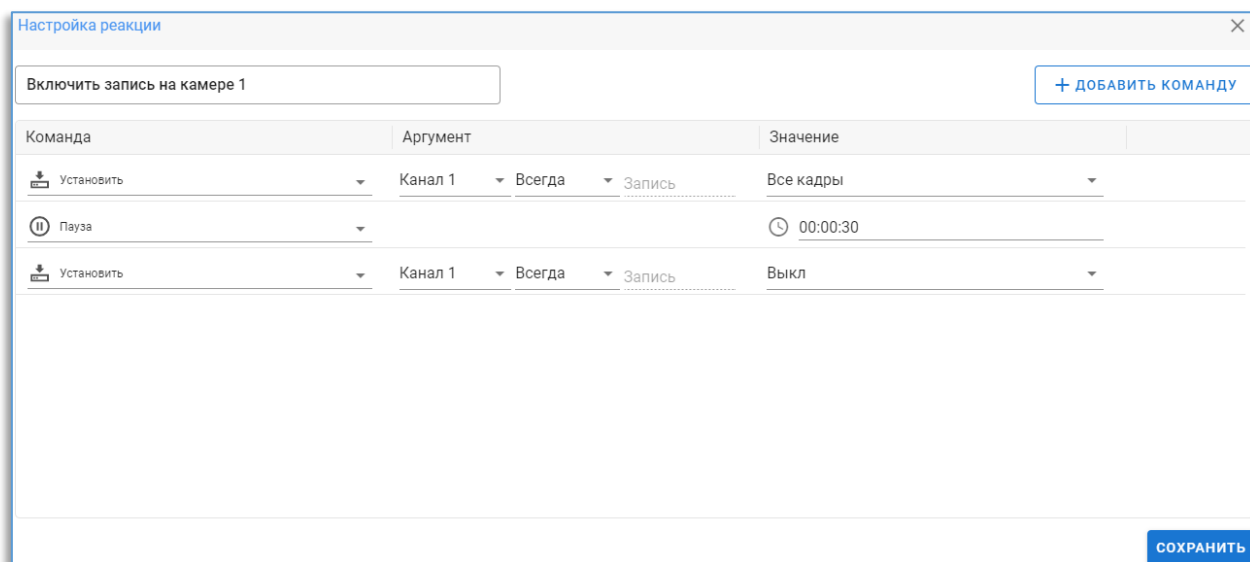 Настройка реакции
Включить запись на камере 1
+ ДОБАВИТЬ КОМАНДУ
Команда Аргумент Значение
Установить Канал 1 Всегда Запись Все кадры
Пауза 00:00:30
Установить Канал 1 Всегда Запись Выкл
СОХРАНИТЬ